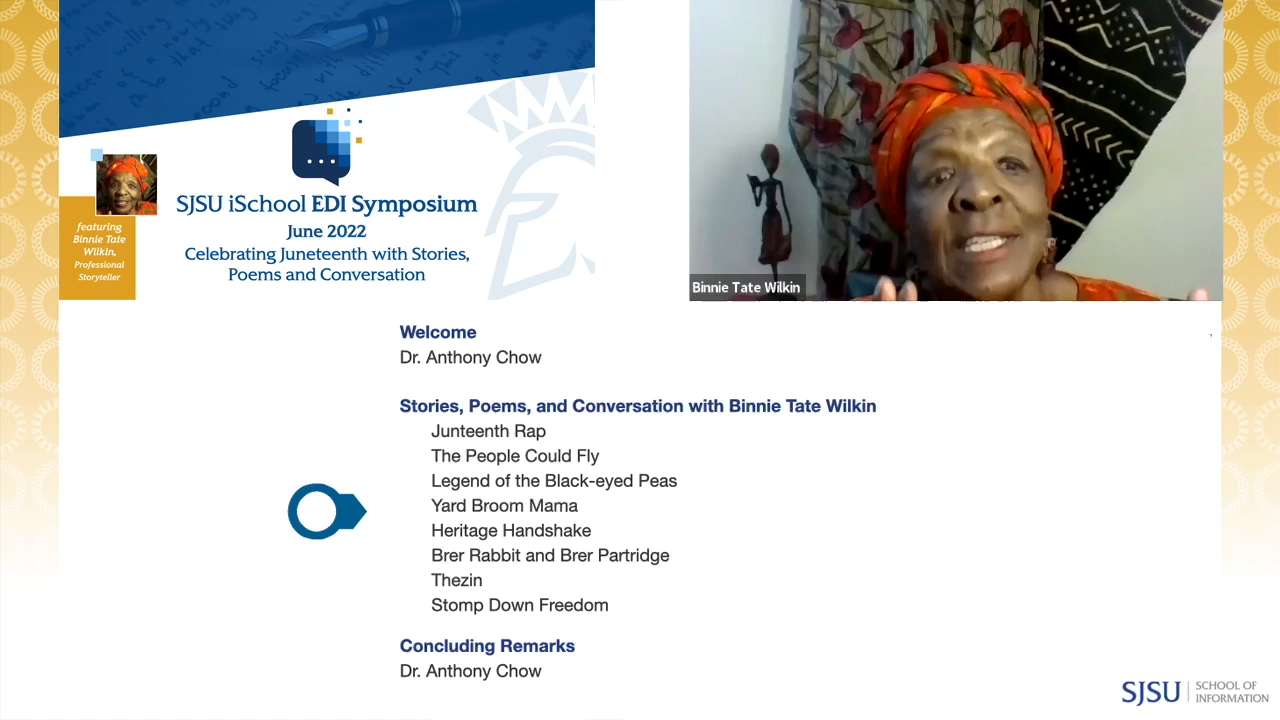 SJSU iSchool EDI Symposium
June 2022
Celebrating Juneteenth with Stories,
Poems and Conversation
featuring
Binnie Tate
Wilkin,
Professional
Storyteller
Binnie Tate Wilkin
Welcome
Dr. Anthony Chow
Stories, Poems, and Conversation with Binnie Tate Wilkin
Junteenth Rap
The People Could Fly
Legend of the Black-eyed Peas
Yard Broom Mama
Heritage Handshake
Brer Rabbit and Brer Partridge
Thezin
Stomp Down Freedom
Concluding Remarks
Dr. Anthony Chow
SJSU
SCHOOL OF
INFORMATION